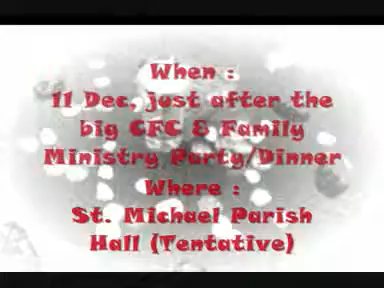 When :
11 Dec, just after the
big CFC & Family
Ministry Party/Dinner
Where :
St. Michael Parish
Hall (Tentative)